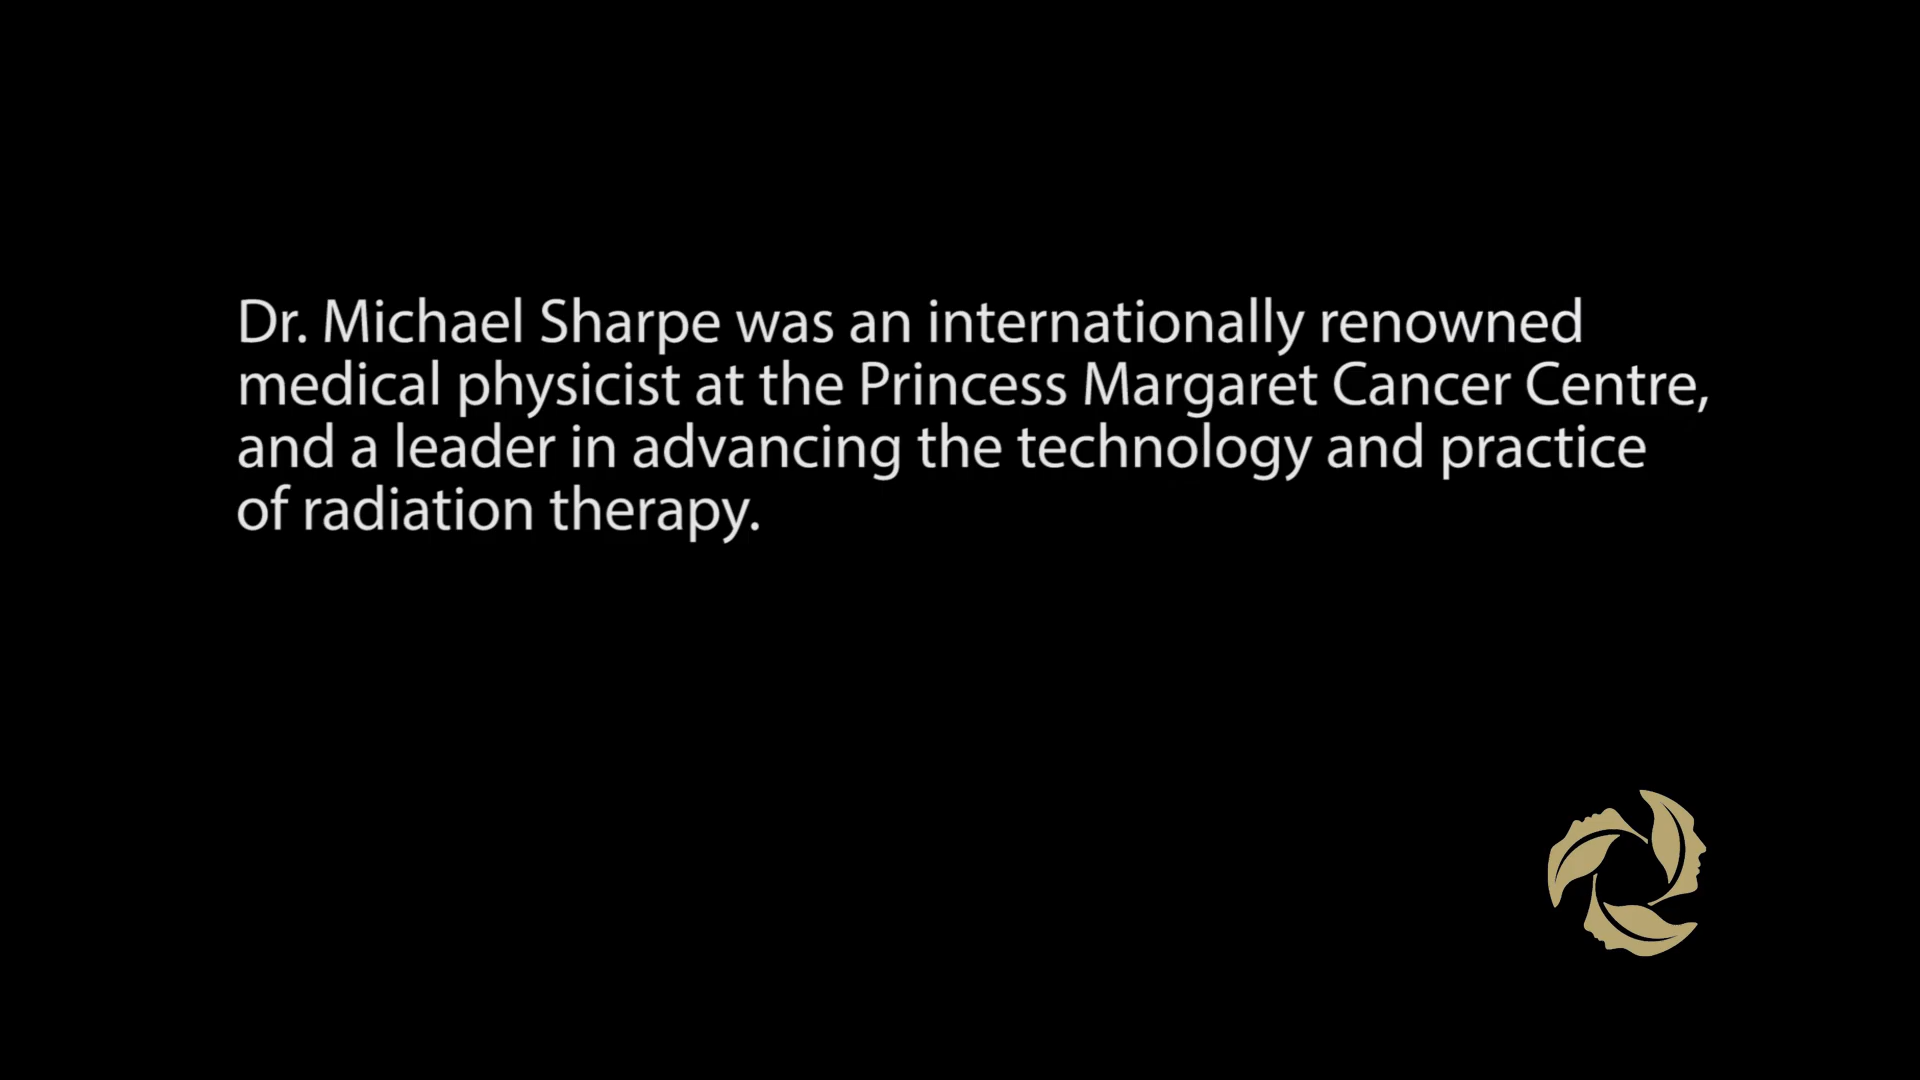 Dr. Michael Sharpe was an internationally renowned
medical physicist at the Princess Margaret Cancer Centre,
and a leader in advancing the technology and practice
of radiation therapy.